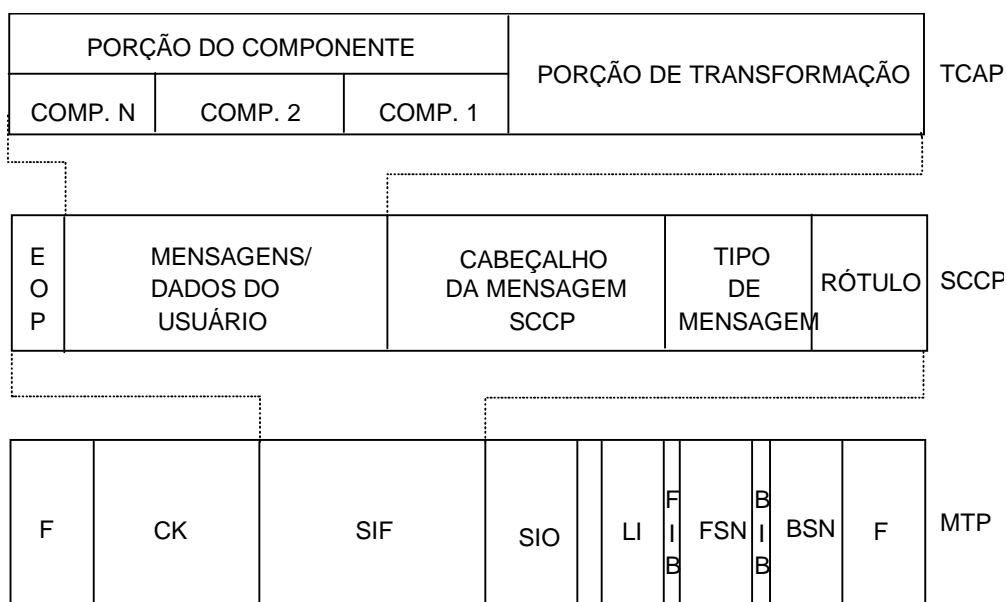 PORÇÃO DO COMPONENTE
PORÇÃO DE TRANSFORMAÇÃO
TCAP
COMP. N
COMP. 2
COMP. 1
E
O
P
MENSAGENS/
DADOS DO
USUÁRIO
CABEÇALHO
DA MENSAGEM
SCCP
TIPO
DE
MENSAGEM
RÓTULO
SCCP
F
CK
SIF
SIO
LI
F
I
B
FSN
B
I
B
BSN
F
MTP